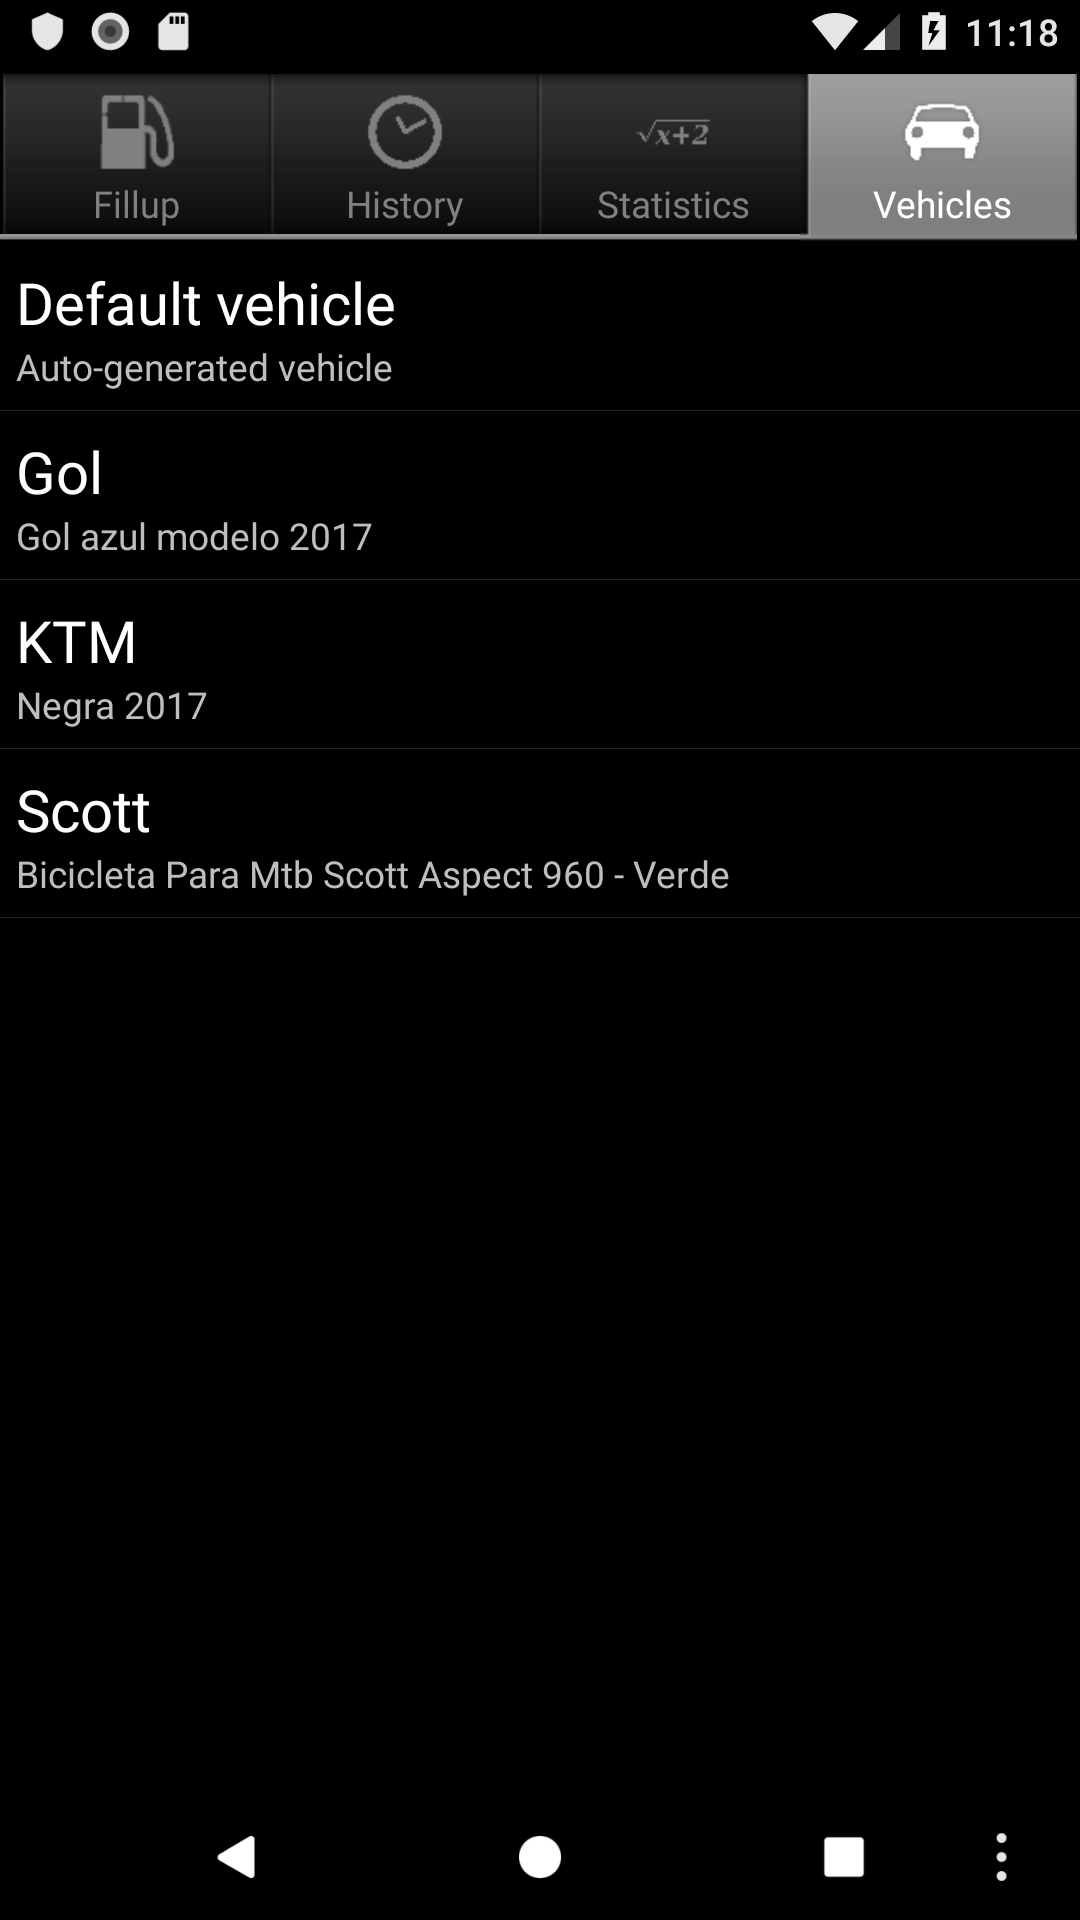 11:18
Fillup
History
√x+2
Statistics
Vehicles
Default vehicle
Auto-generated vehicle
Gol
Gol azul modelo 2017
KTM
Negra 2017
Scott
Bicicleta Para Mtb Scott Aspect 960 - Verde